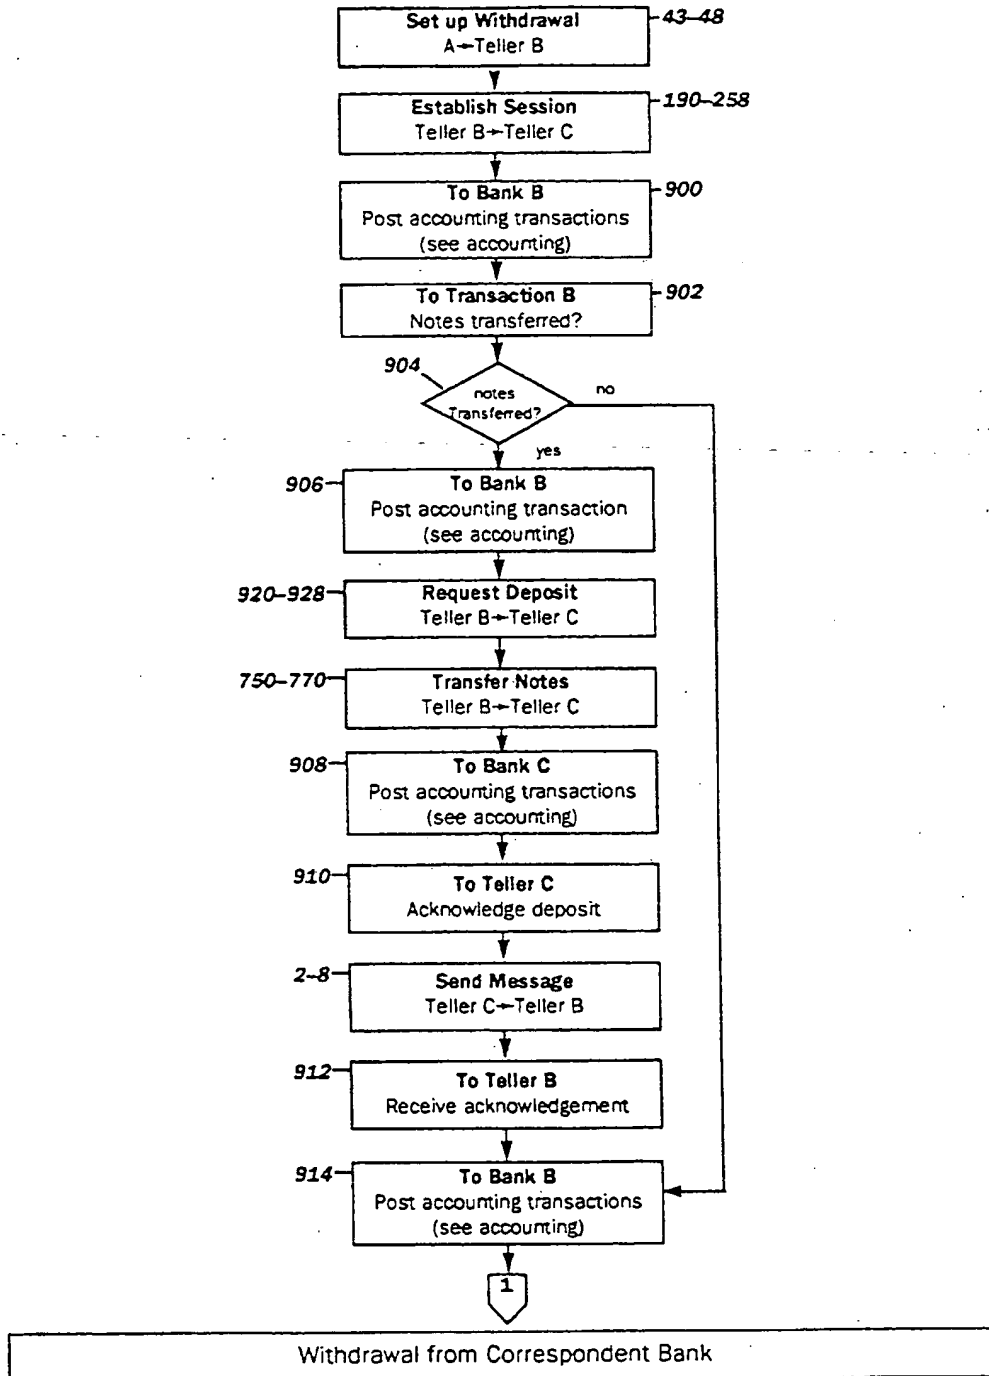 Set up Withdrawal
A→Teller B
43–48
Establish Session
Teller B→Teller C
190–258
To Bank B
Post accounting transactions
(see accounting)
900
To Transaction B
Notes transferred?
902
904
notes
Transferred?
no
yes
906
To Bank B
Post accounting transaction
(see accounting)
920–928
Request Deposit
Teller B→Teller C
750–770
Transfer Notes
Teller B→Teller C
908
To Bank C
Post accounting transactions
(see accounting)
910
To Teller C
Acknowledge deposit
2–8
Send Message
Teller C→Teller B
912
To Teller B
Receive acknowledgement
914
To Bank B
Post accounting transactions
(see accounting)
1
Withdrawal from Correspondent Bank